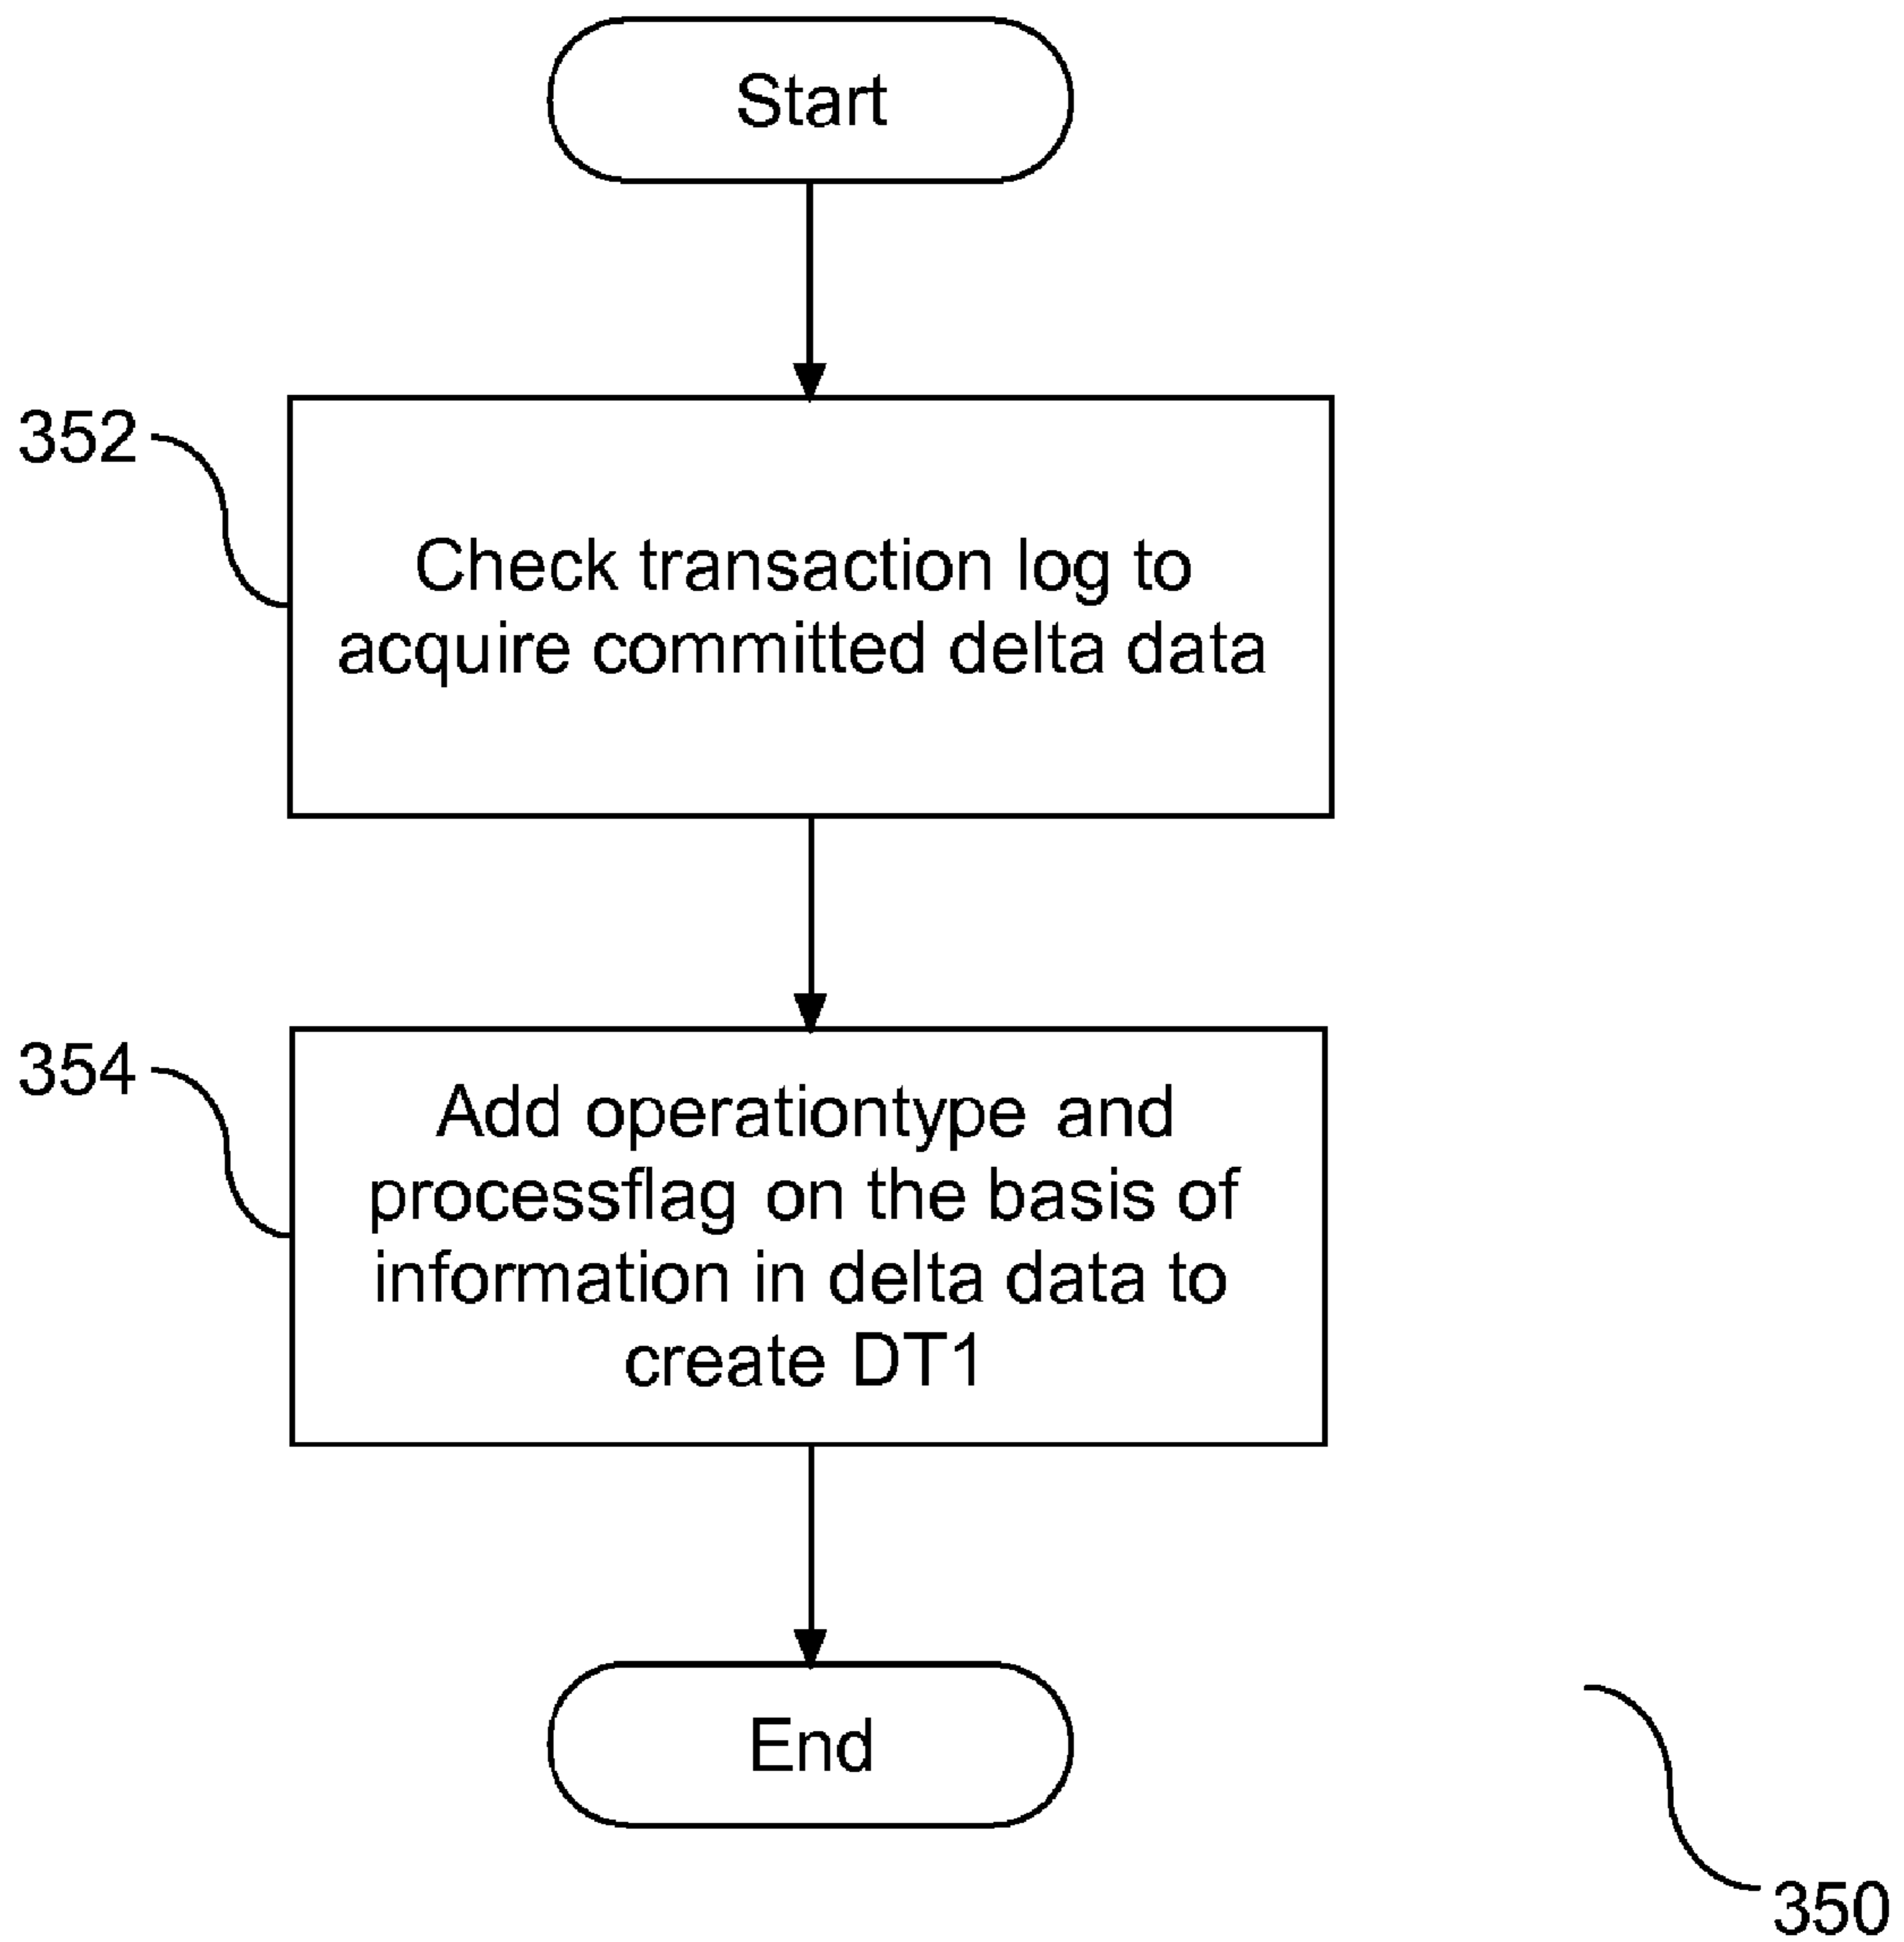 Start
352
Check transaction log to
acquire committed delta data
354
Add operationtype and
processflag on the basis of
information in delta data to
create DT1
End
350